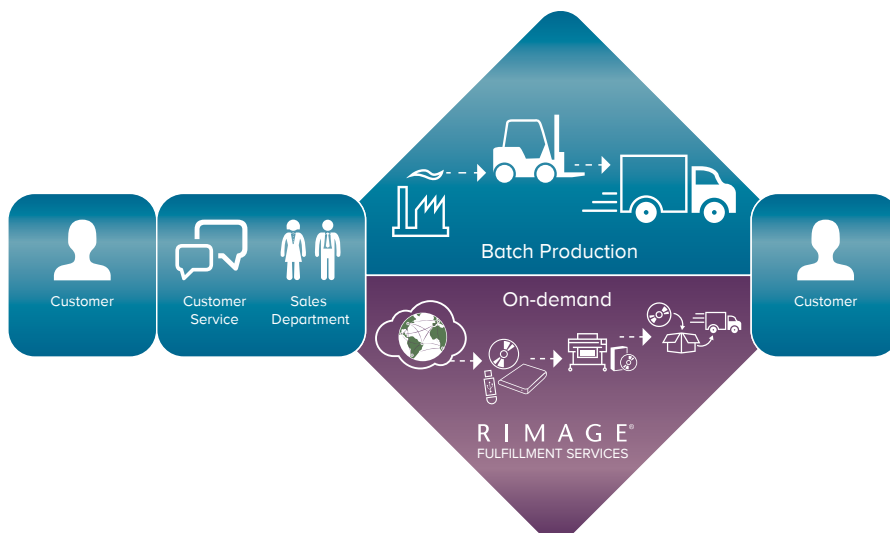 Batch Production
Customer
Customer
Service
Sales
Department
On-demand
Customer
RIMAGE®
FULFILLMENT SERVICES